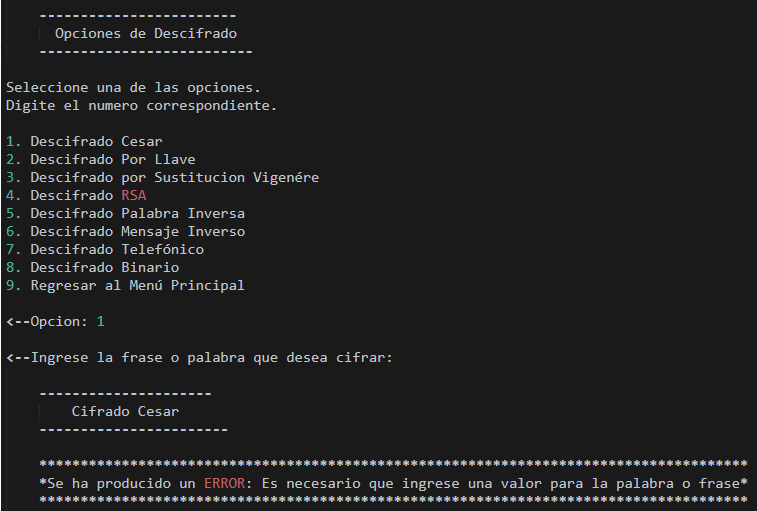 ------------------------
Opciones de Descifrado
--------------------------
Seleccione una de las opciones.
Digite el numero correspondiente.
1. Descifrado Cesar
2. Descifrado Por Llave
3. Descifrado por Sustitucion Vigenére
4. Descifrado RSA
5. Descifrado Palabra Inversa
6. Descifrado Mensaje Inverso
7. Descifrado Telefónico
8. Descifrado Binario
9. Regresar al Menú Principal
<--Opcion: 1
<--Ingrese la frase o palabra que desea cifrar:
---------------------
Cifrado Cesar
-----------------------
**************************************************************************************
*Se ha producido un ERROR: Es necesario que ingrese una valor para la palabra o frase*
**************************************************************************************